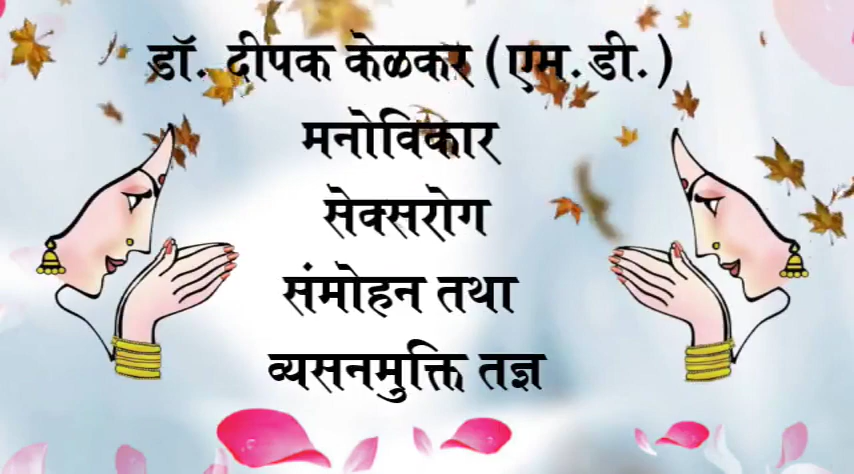 डॉ. दीपक केळकर (एम.डी.)
मनोविकार
सेक्सरोग
संमोहन तथा
व्यसनमुक्ति तज्ञ